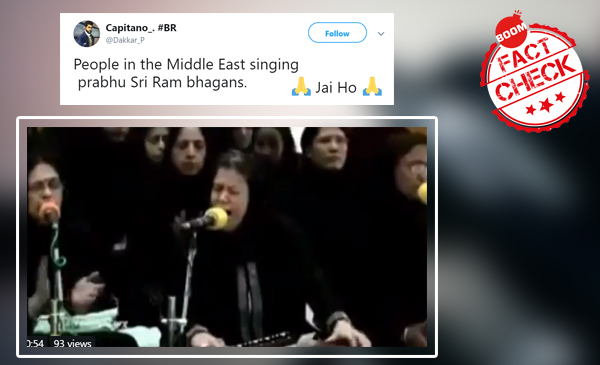 Capitano_. #BR
@Dakkar_P
Follow
People in the Middle East singing
prabhu Sri Ram bhagans.
🙏 Jai Ho 🙏
BOOM
FACT
CHECK
0:54 93 views